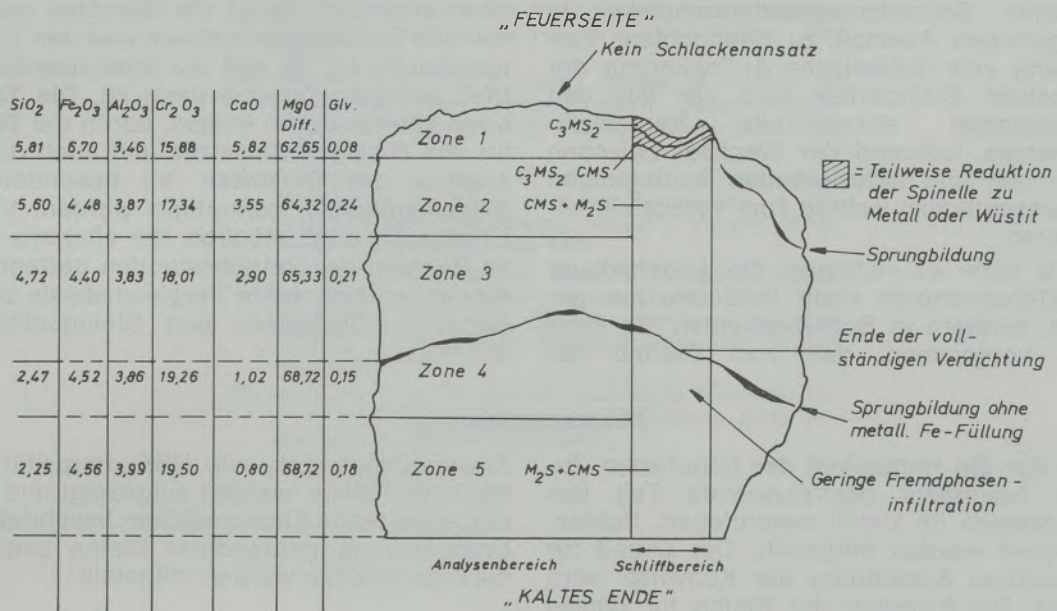 „FEUERSEITE"
Kein Schlackenansatz
SiO2 Fe2O3 Al2O3 Cr2O3 CaO MgO Glv.
Diff.
5,81 6,70 3,46 15,88 5,82 62,65 0,08
Zone 1
C3MS2
C3MS2 - CMS
= Teilweise Reduktion
der Spinelle zu
Metall oder Wüstit
5,60 4,48 3,87 17,34 3,55 64,32 0,24
Zone 2
CMS + M2S
Sprungbildung
4,72 4,40 3,83 18,01 2,90 65,33 0,21
Zone 3
Ende der voll-
ständigen Verdichtung
2,47 4,52 3,86 19,26 1,02 68,72 0,15
Zone 4
Sprungbildung ohne
metall. Fe-Füllung
2,25 4,56 3,99 19,50 0,80 68,72 0,18
Zone 5
M2S + CMS
Geringe Fremdphasen-
infiltration
Analysenbereich
Schliffbereich
„KALTES ENDE"